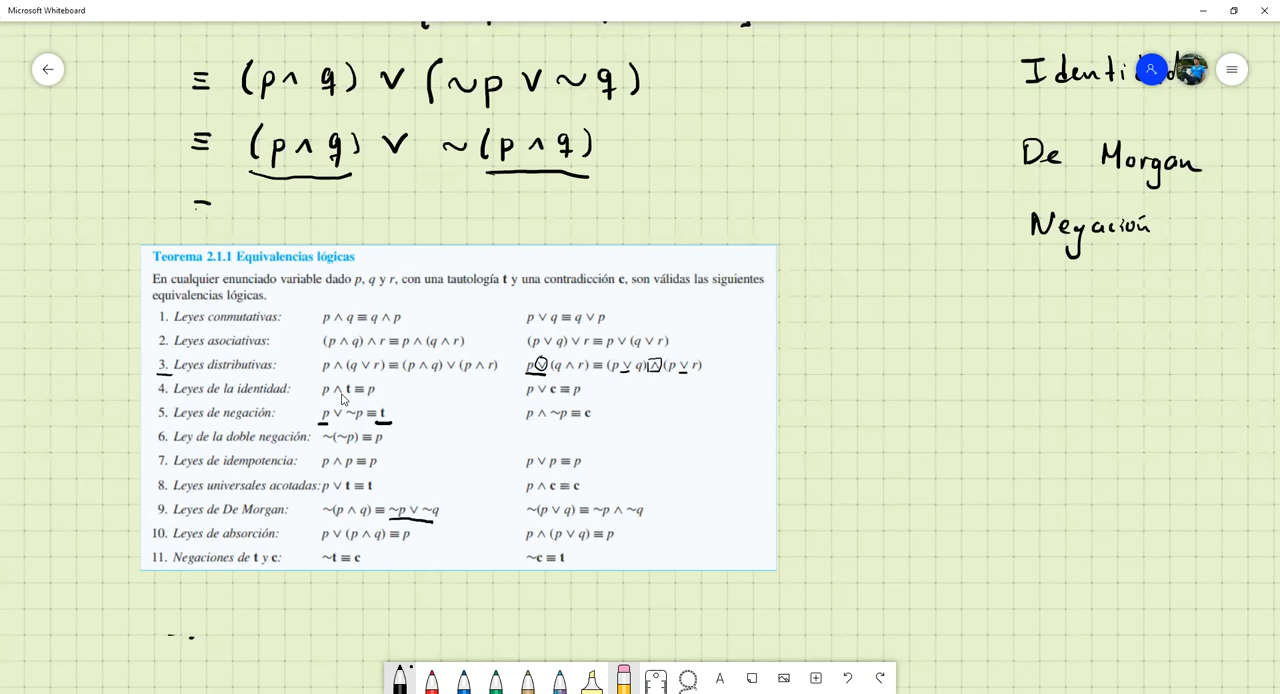 Microsoft Whiteboard
≡ (p ∧ q) ∨ (~p ∨ ~q)
≡ (p ∧ q) ∨ ~(p ∧ q)
De Morgan
Negación
Teorema 2.1.1 Equivalencias lógicas
En cualquier enunciado variable dado p, q y r, con una tautología t y una contradicción c, son válidas las siguientes
equivalencias lógicas.
1. Leyes conmutativas: p ∧ q ≡ q ∧ p p ∨ q ≡ q ∨ p
2. Leyes asociativas: (p ∧ q) ∧ r ≡ p ∧ (q ∧ r) (p ∨ q) ∨ r ≡ p ∨ (q ∨ r)
3. Leyes distributivas: p ∧ (q ∨ r) ≡ (p ∧ q) ∨ (p ∧ r) p ∨ (q ∧ r) ≡ (p ∨ q) ∧ (p ∨ r)
4. Leyes de la identidad: p ∧ t ≡ p p ∨ c ≡ p
5. Leyes de negación: p ∨ ~p ≡ t p ∧ ~p ≡ c
6. Ley de la doble negación: ~(~p) ≡ p
7. Leyes de idempotencia: p ∧ p ≡ p p ∨ p ≡ p
8. Leyes universales acotadas: p ∨ t ≡ t p ∧ c ≡ c
9. Leyes de De Morgan: ~(p ∧ q) ≡ ~p ∨ ~q ~(p ∨ q) ≡ ~p ∧ ~q
10. Leyes de absorción: p ∨ (p ∧ q) ≡ p p ∧ (p ∨ q) ≡ p
11. Negaciones de t y c: ~t ≡ c ~c ≡ t